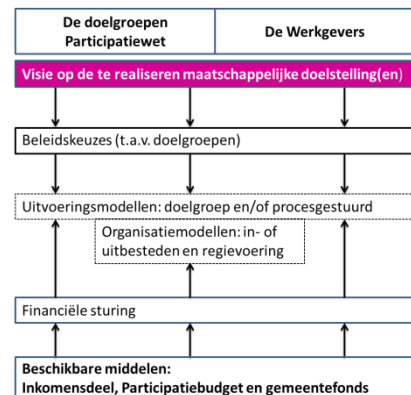 De doelgroepen
Participatiewet
De Werkgevers
Visie op de te realiseren maatschappelijke doelstelling(en)
Beleidskeuzes (t.a.v. doelgroepen)
Uitvoeringsmodellen: doelgroep en/of procesgestuurd
Organisatiemodellen: in- of
uitbesteden en regievoering
Financiële sturing
Beschikbare middelen:
Inkomensdeel, Participatiebudget en gemeentefonds